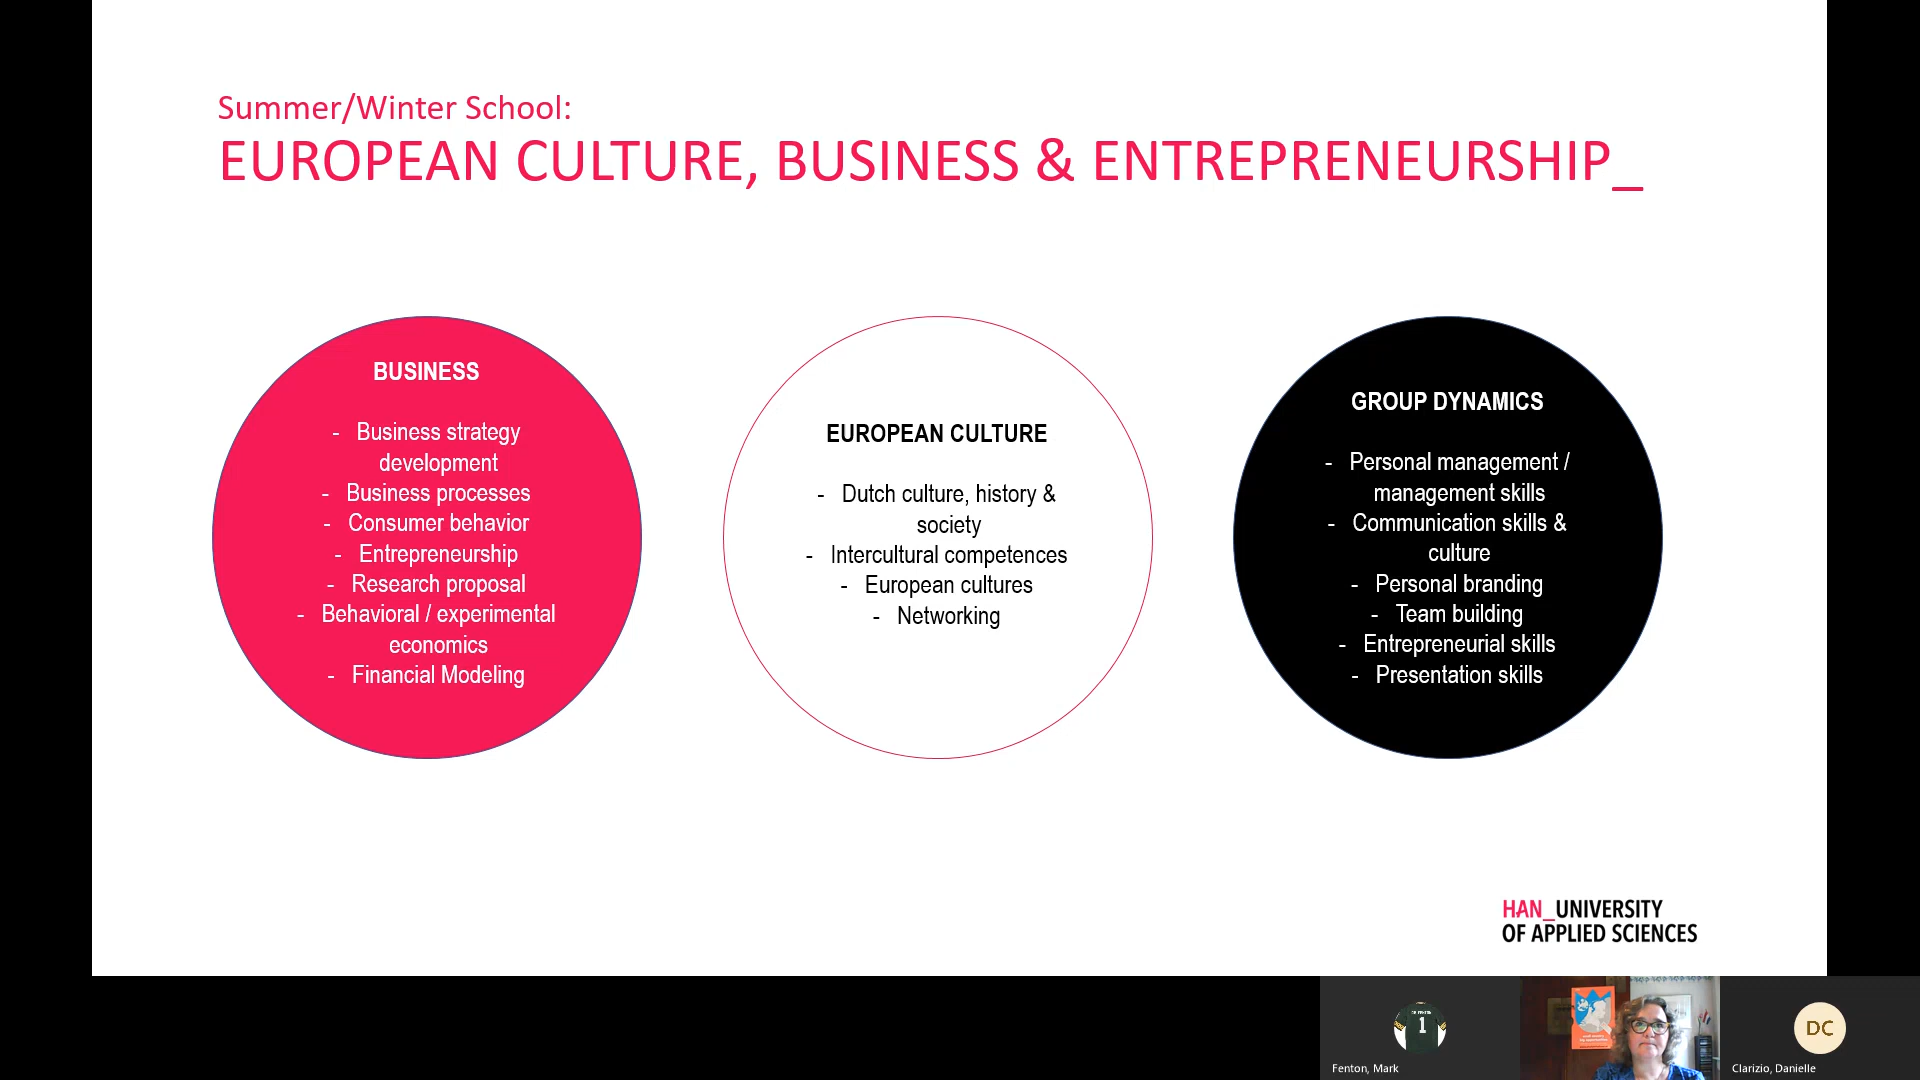 Summer/Winter School:
EUROPEAN CULTURE, BUSINESS & ENTREPRENEURSHIP_
BUSINESS
- Business strategy
development
- Business processes
- Consumer behavior
- Entrepreneurship
- Research proposal
- Behavioral / experimental
economics
- Financial Modeling
EUROPEAN CULTURE
- Dutch culture, history &
society
- Intercultural competences
- European cultures
- Networking
GROUP DYNAMICS
- Personal management /
management skills
- Communication skills &
culture
- Personal branding
- Team building
- Entrepreneurial skills
- Presentation skills
HAN_UNIVERSITY
OF APPLIED SCIENCES
1
Fenton, Mark
DC
Clarizio, Danielle